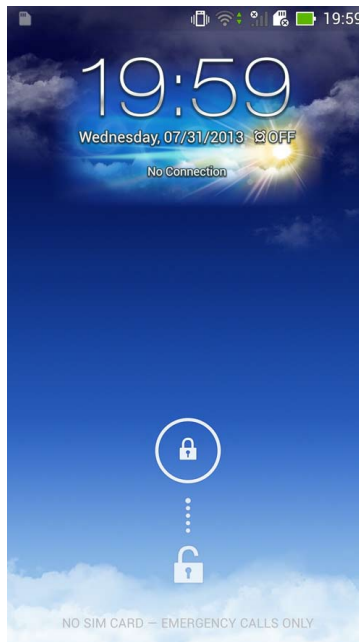 19:59
19:59
Wednesday, 07/31/2013 OFF
No Connection
NO SIM CARD — EMERGENCY CALLS ONLY